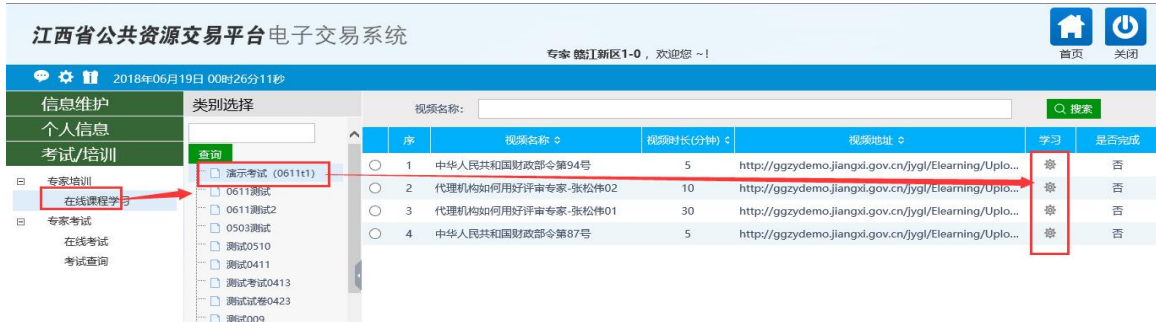 江西省公共资源交易平台电子交易系统
专家 赣江新区1-0 ， 欢迎您 ~!
首页
关闭
2018年06月19日 00时26分11秒
信息维护
个人信息
考试/培训
专家培训
在线课程学习
专家考试
在线考试
考试查询
类别选择
查询
演示考试（0611t1）
0611测试
0611测试2
0503测试
测试0510
测试0411
测试考试0413
测试试卷0423
测试009
视频名称：
搜索
序 视频名称 视频时长(分钟) 视频地址 学习 是否完成
1 中华人民共和国财政部令第94号 5 http://ggzydemo.jiangxi.gov.cn/jygl/Elearning/Uplo... 否
2 代理机构如何用好评审专家-张松伟02 10 http://ggzydemo.jiangxi.gov.cn/jygl/Elearning/Uplo... 否
3 代理机构如何用好评审专家-张松伟01 30 http://ggzydemo.jiangxi.gov.cn/jygl/Elearning/Uplo... 否
4 中华人民共和国财政部令第87号 5 http://ggzydemo.jiangxi.gov.cn/jygl/Elearning/Uplo... 否